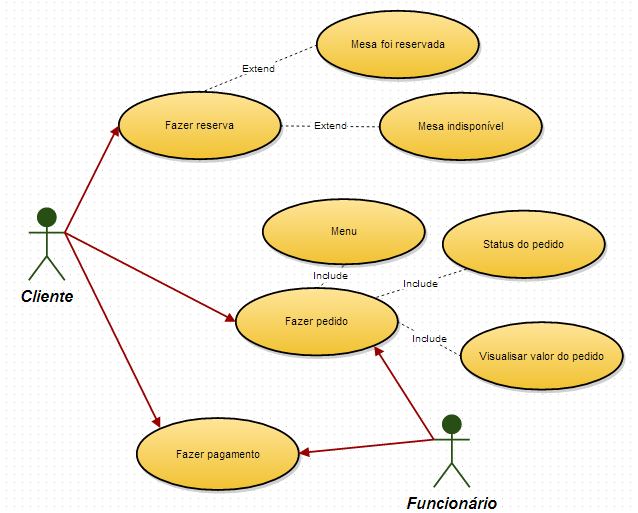 Mesa foi reservada
Extend
Fazer reserva
Extend
Mesa indisponível
Menu
Status do pedido
Include
Include
Cliente
Fazer pedido
Include
Visualisar valor do pedido
Fazer pagamento
Funcionário